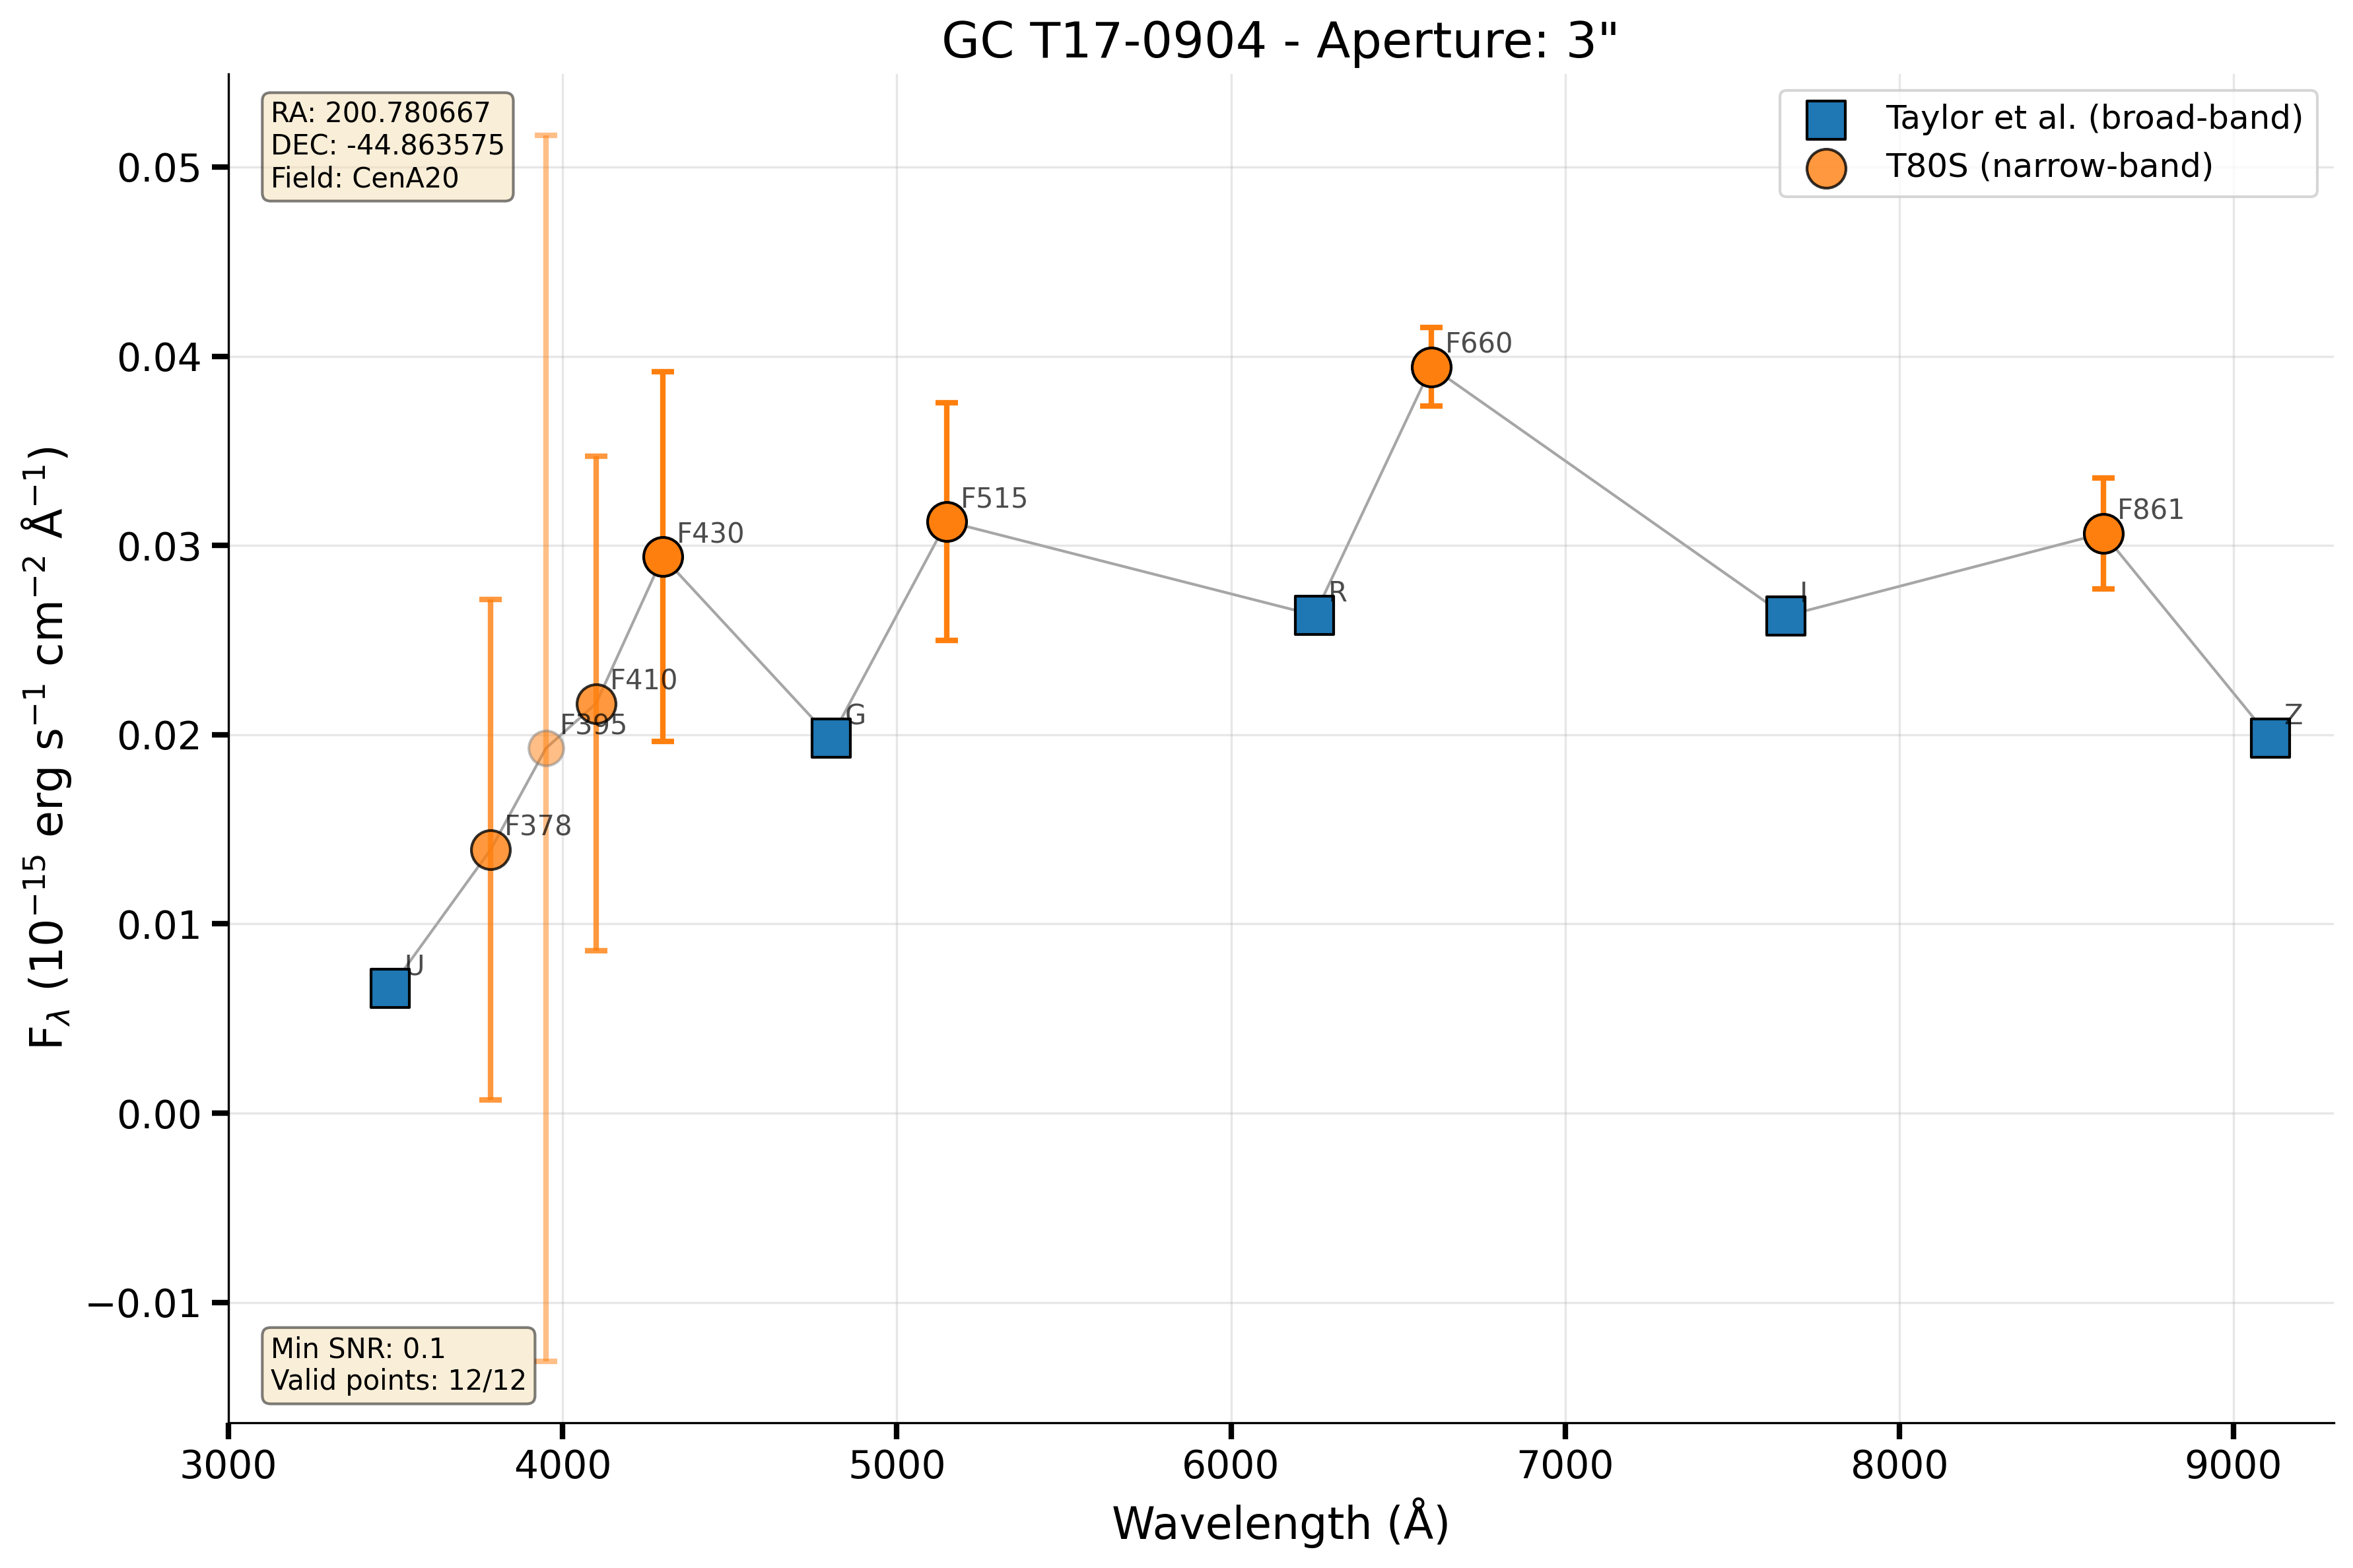 GC T17-0904 - Aperture: 3"
RA: 200.780667
DEC: -44.863575
Field: CenA20
Taylor et al. (broad-band)
T80S (narrow-band)
0.05
0.04
0.03
0.02
0.01
0.00
−0.01
F660
F515
F861
F430
R
I
F410
F395
G
Z
F378
U
Min SNR: 0.1
Valid points: 12/12
3000
4000
5000
6000
7000
8000
9000
Wavelength (Å)
Fλ (10⁻¹⁵ erg s⁻¹ cm⁻² Å⁻¹)